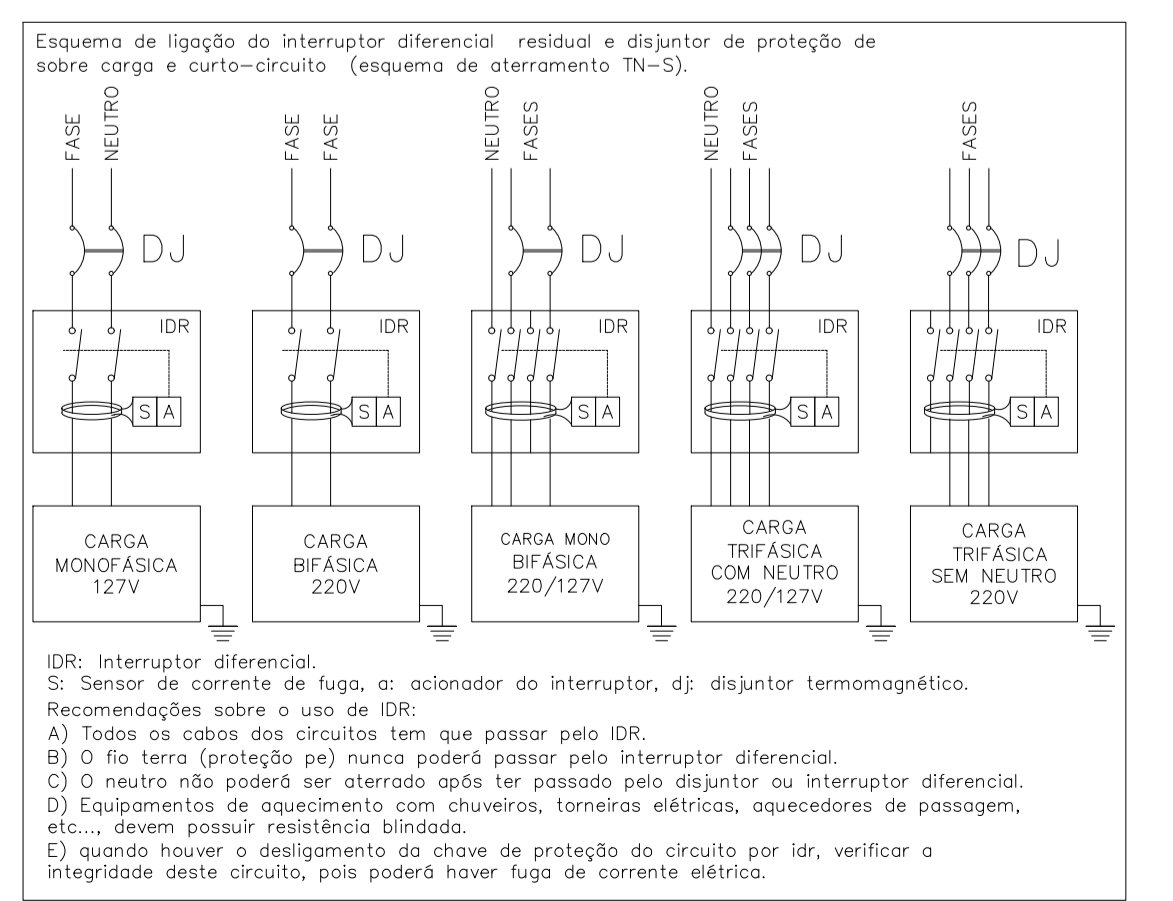 Esquema de ligação do interruptor diferencial residual e disjuntor de proteção de
sobre carga e curto-circuito (esquema de aterramento TN-S).
FASE
NEUTRO
FASE
FASE
NEUTRO
FASES
NEUTRO
FASES
FASES
DJ
DJ
DJ
DJ
DJ
IDR
IDR
IDR
IDR
IDR
S A
S A
S A
S A
S A
CARGA
MONOFÁSICA
127V
CARGA
BIFÁSICA
220V
CARGA MONO
BIFÁSICA
220/127V
CARGA
TRIFÁSICA
COM NEUTRO
220/127V
CARGA
TRIFÁSICA
SEM NEUTRO
220V
IDR: Interruptor diferencial.
S: Sensor de corrente de fuga, a: acionador do interruptor, dj: disjuntor termomagnético.
Recomendações sobre o uso de IDR:
A) Todos os cabos dos circuitos tem que passar pelo IDR.
B) O fio terra (proteção pe) nunca poderá passar pelo interruptor diferencial.
C) O neutro não poderá ser aterrado após ter passado pelo disjuntor ou interruptor diferencial.
D) Equipamentos de aquecimento com chuveiros, torneiras elétricas, aquecedores de passagem,
etc..., devem possuir resistência blindada.
E) quando houver o desligamento da chave de proteção do circuito por idr, verificar a
integridade deste circuito, pois poderá haver fuga de corrente elétrica.